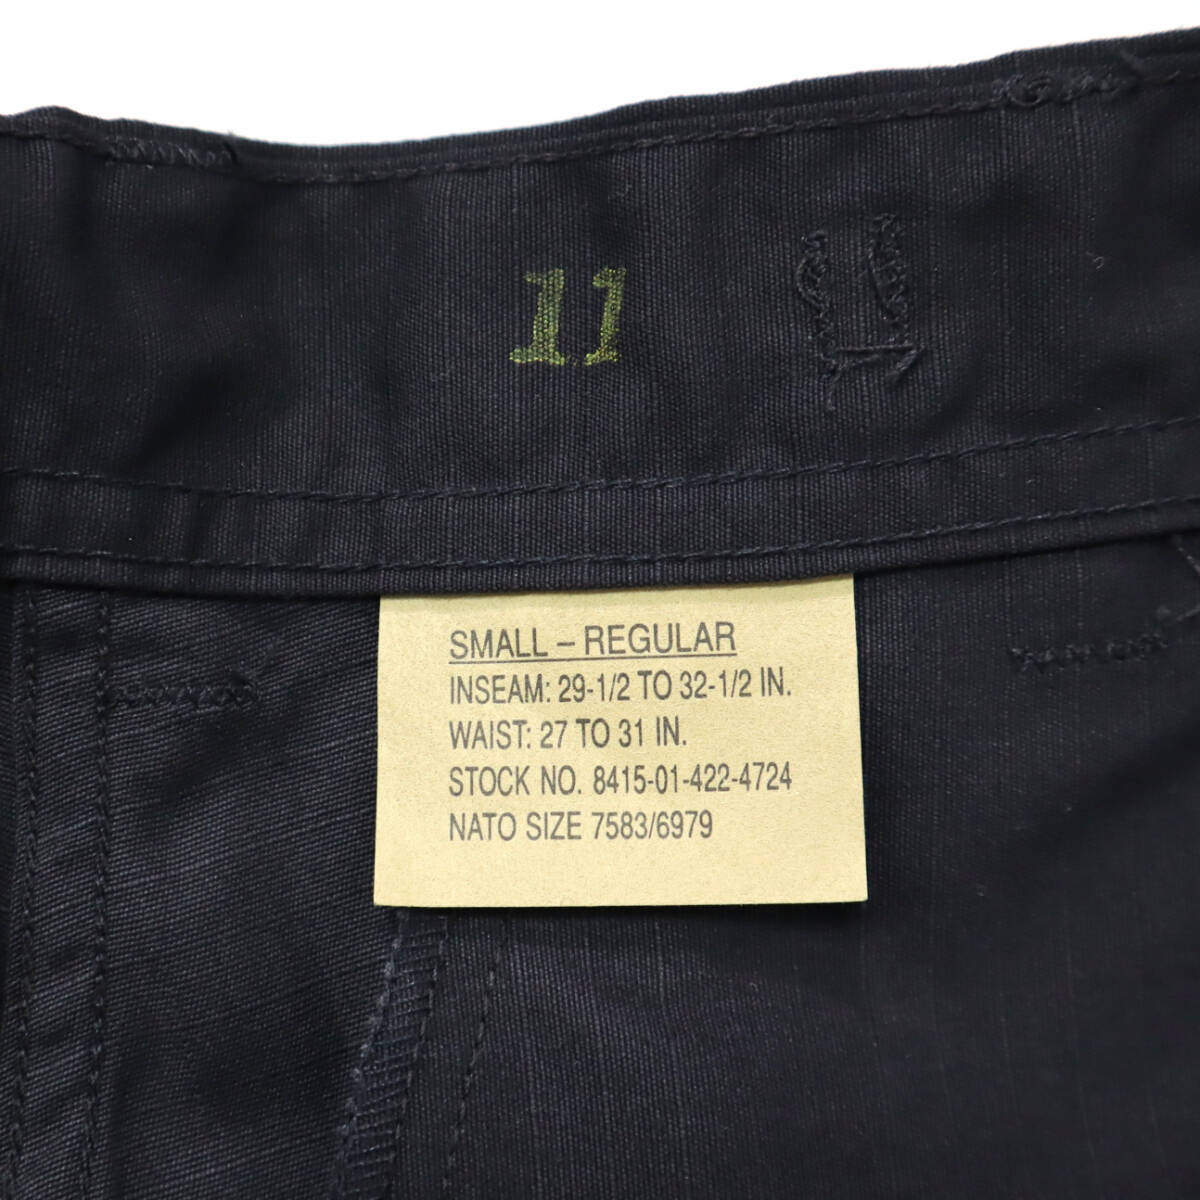 11
SMALL – REGULAR
INSEAM: 29-1/2 TO 32-1/2 IN.
WAIST: 27 TO 31 IN.
STOCK NO. 8415-01-422-4724
NATO SIZE 7583/6979